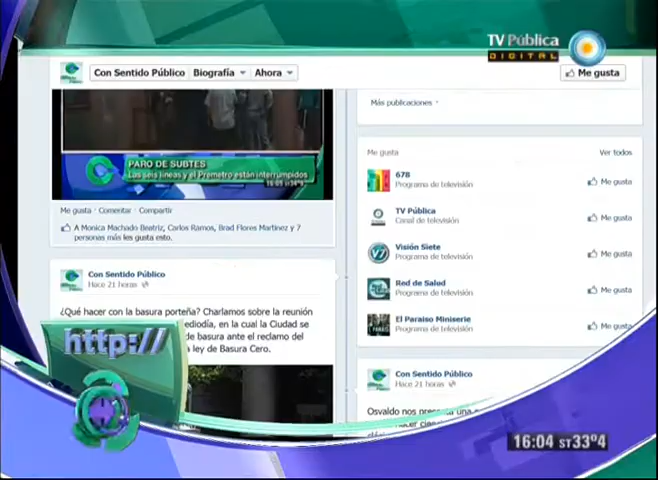 TV Pública
DIGITAL
Con Sentido Público Biografía Ahora
Me gusta
PARO DE SUBTES
Las seis líneas y el Premetro están interrumpidos
16:05 ST34º9
Me gusta · Comentar · Compartir
A Monica Machado Beatriz, Carlos Ramos, Brad Flores Martinez y 7
personas más les gusta esto.
Con Sentido Público
Hace 21 horas
¿Qué hacer con la basura porteña? Charlamos sobre la reunión
ediodía, en la cual la Ciudad se
de basura ante el reclamo del
a ley de Basura Cero.
http://
Más publicaciones
Me gusta Ver todos
678
Programa de televisión
Me gusta
TV Pública
Canal de televisión
Me gusta
Visión Siete
Programa de televisión
Me gusta
Red de Salud
Programa de televisión
Me gusta
El Paraiso Miniserie
Programa de televisión
Me gusta
Con Sentido Público
Hace 21 horas
Osvaldo nos una
16:04 ST33º4